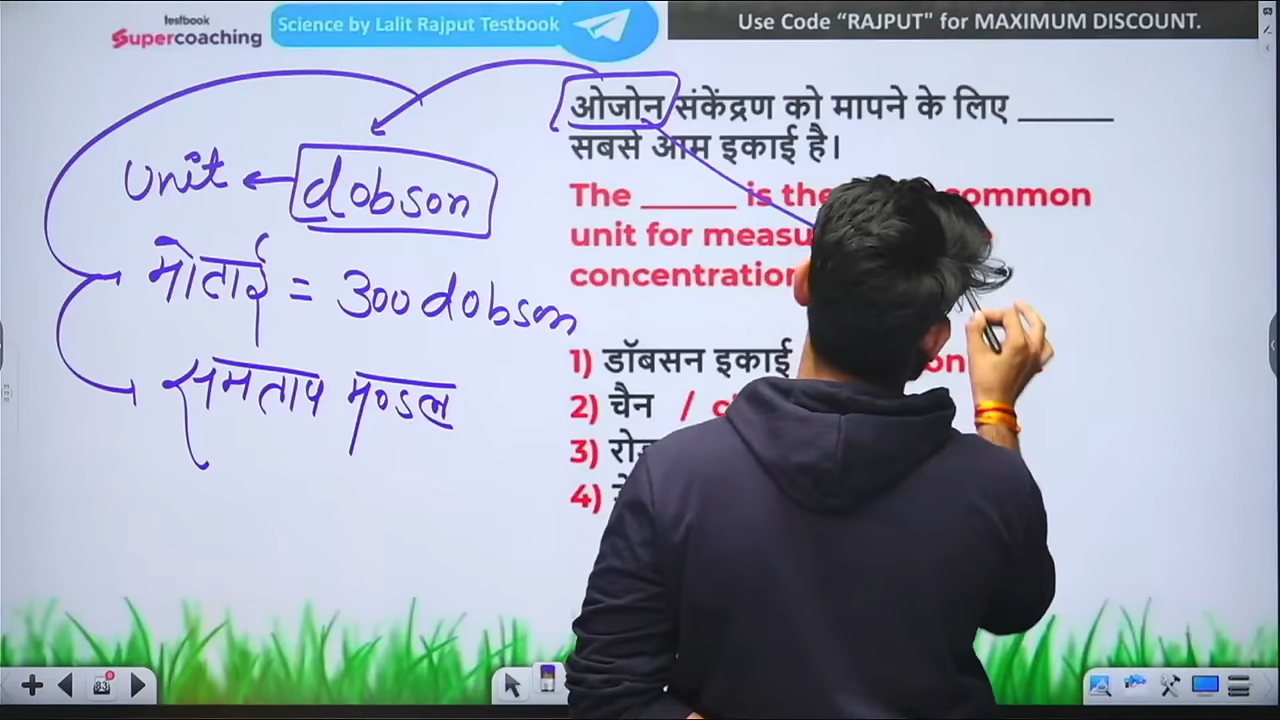 testbook
Supercoaching
Science by Lalit Rajput Testbook
Use Code “RAJPUT" for MAXIMUM DISCOUNT.
ओजोन संकेंद्रण को मापने के लिए ______
सबसे आम इकाई है।
The ______ is the common
unit for
concentration
1) डॉबसन इकाई
2) चैन /
3)
4)
unit ← dobson
मोटाई = 300 dobson
समताप मण्डल
83